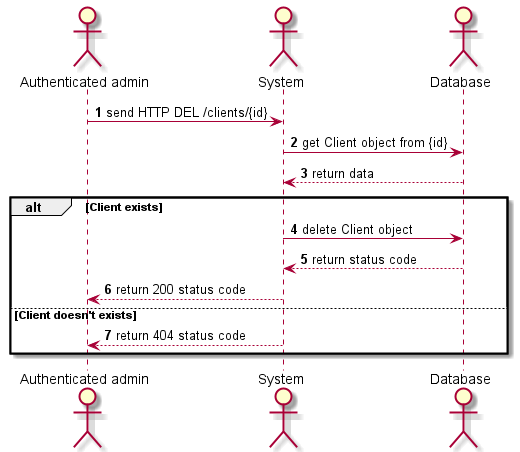 Authenticated admin System Database
1 send HTTP DEL /clients/{id}
2 get Client object from {id}
3 return data
alt [Client exists]
4 delete Client object
5 return status code
6 return 200 status code
[Client doesn't exists]
7 return 404 status code
Authenticated admin System Database